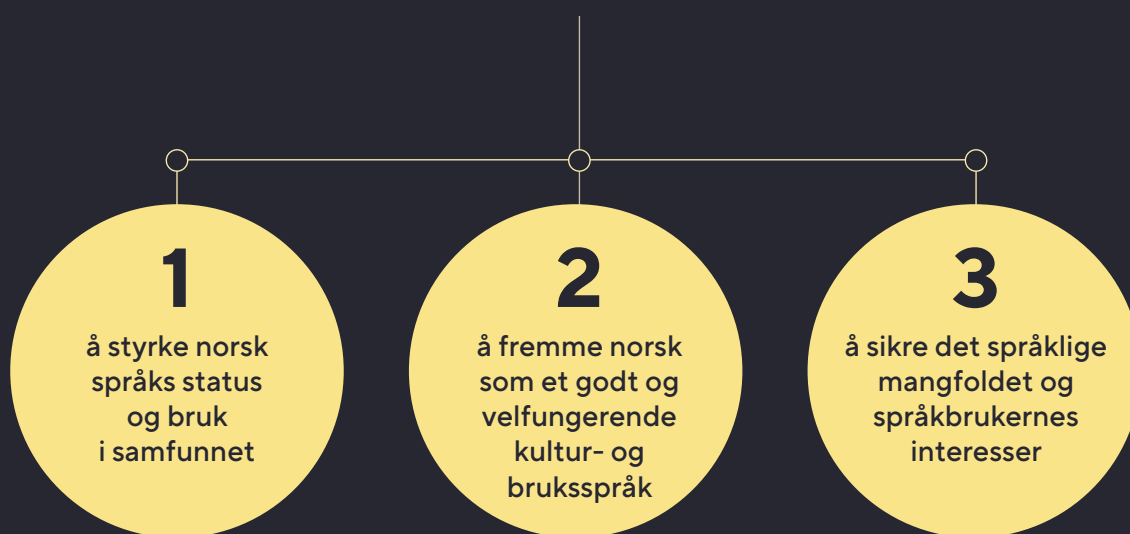 1
å styrke norsk
språks status
og bruk
i samfunnet
2
å fremme norsk
som et godt og
velfungerende
kultur- og
bruksspråk
3
å sikre det språklige
mangfoldet og
språkbrukernes
interesser